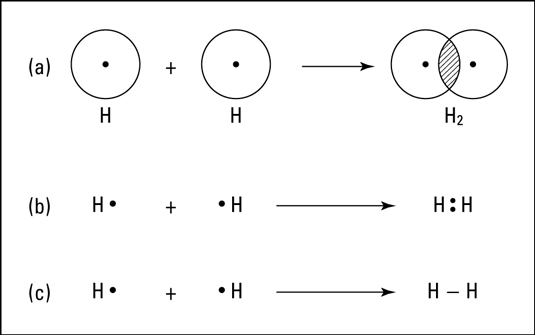 (a) + →
H H H₂
(b) H• + •H → H:H
(c) H• + •H → H – H